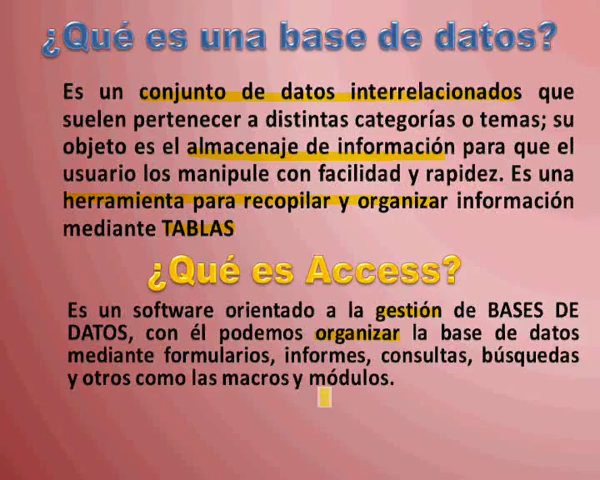 ¿Qué es una base de datos?
Es un conjunto de datos interrelacionados que
suelen pertenecer a distintas categorías o temas; su
objeto es el almacenaje de información para que el
usuario los manipule con facilidad y rapidez. Es una
herramienta para recopilar y organizar información
mediante TABLAS
¿Qué es Access?
Es un software orientado a la gestión de BASES DE
DATOS, con él podemos organizar la base de datos
mediante formularios, informes, consultas, búsquedas
y otros como las macros y módulos.